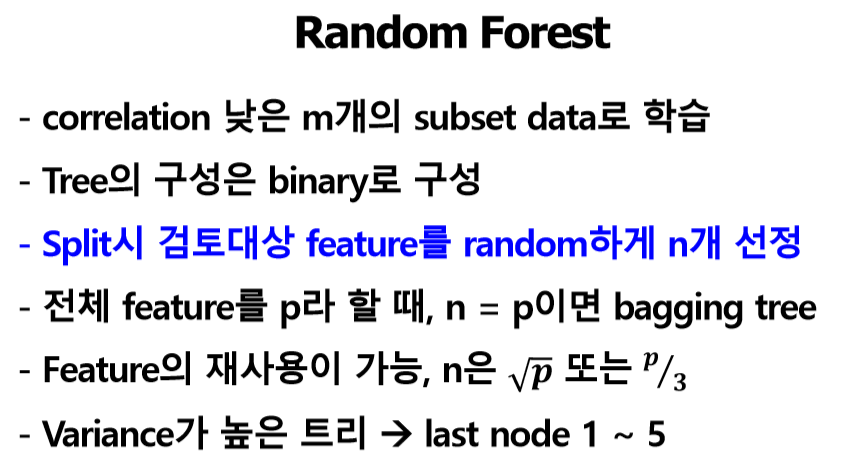 Random Forest
- correlation 낮은 m개의 subset data로 학습
- Tree의 구성은 binary로 구성
- Split시 검토대상 feature를 random하게 n개 선정
- 전체 feature를 p라 할 때, n = p이면 bagging tree
- Feature의 재사용이 가능, n은 √p 또는 p/3
- Variance가 높은 트리 → last node 1 ~ 5